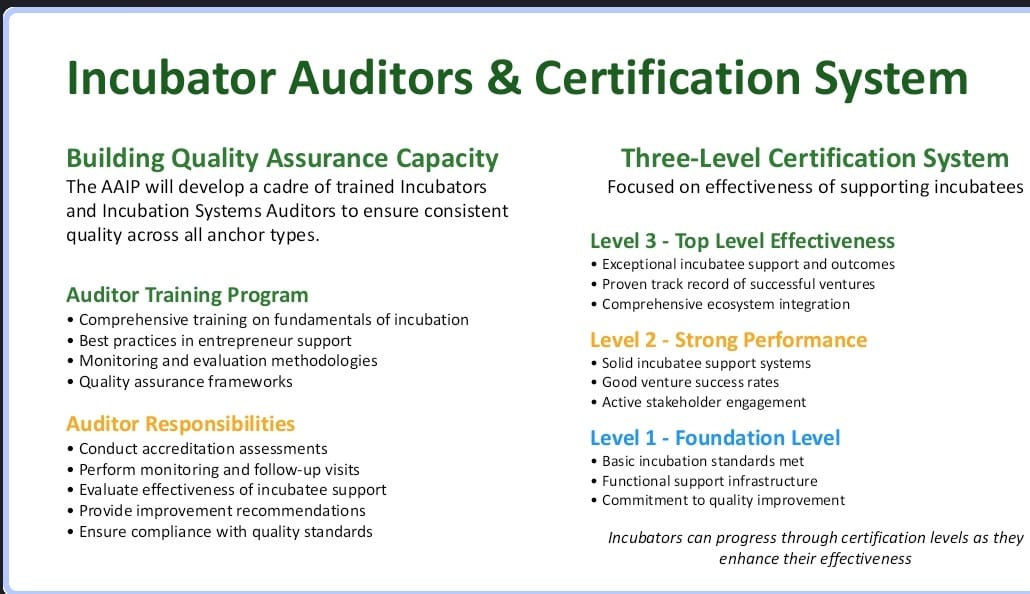 Incubator Auditors & Certification System
Building Quality Assurance Capacity
The AAIP will develop a cadre of trained Incubators
and Incubation Systems Auditors to ensure consistent
quality across all anchor types.
Auditor Training Program
• Comprehensive training on fundamentals of incubation
• Best practices in entrepreneur support
• Monitoring and evaluation methodologies
• Quality assurance frameworks
Auditor Responsibilities
• Conduct accreditation assessments
• Perform monitoring and follow-up visits
• Evaluate effectiveness of incubatee support
• Provide improvement recommendations
• Ensure compliance with quality standards
Three-Level Certification System
Focused on effectiveness of supporting incubatees
Level 3 - Top Level Effectiveness
• Exceptional incubatee support and outcomes
• Proven track record of successful ventures
• Comprehensive ecosystem integration
Level 2 - Strong Performance
• Solid incubatee support systems
• Good venture success rates
• Active stakeholder engagement
Level 1 - Foundation Level
• Basic incubation standards met
• Functional support infrastructure
• Commitment to quality improvement
Incubators can progress through certification levels as they
enhance their effectiveness